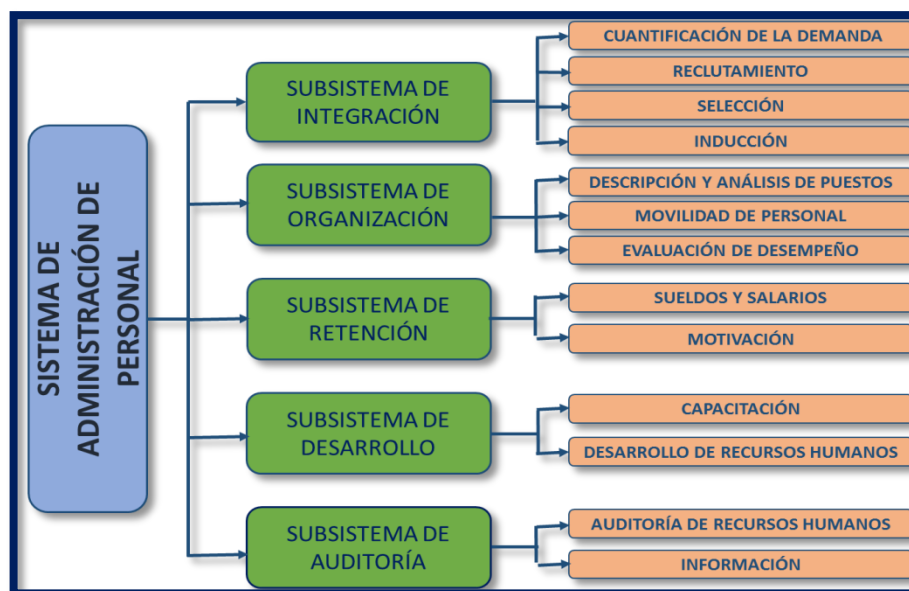 SISTEMA DE
ADMINISTRACIÓN DE
PERSONAL
SUBSISTEMA DE
INTEGRACIÓN
CUANTIFICACIÓN DE LA DEMANDA
RECLUTAMIENTO
SELECCIÓN
INDUCCIÓN
SUBSISTEMA DE
ORGANIZACIÓN
DESCRIPCIÓN Y ANÁLISIS DE PUESTOS
MOVILIDAD DE PERSONAL
EVALUACIÓN DE DESEMPEÑO
SUBSISTEMA DE
RETENCIÓN
SUELDOS Y SALARIOS
MOTIVACIÓN
SUBSISTEMA DE
DESARROLLO
CAPACITACIÓN
DESARROLLO DE RECURSOS HUMANOS
SUBSISTEMA DE
AUDITORÍA
AUDITORÍA DE RECURSOS HUMANOS
INFORMACIÓN